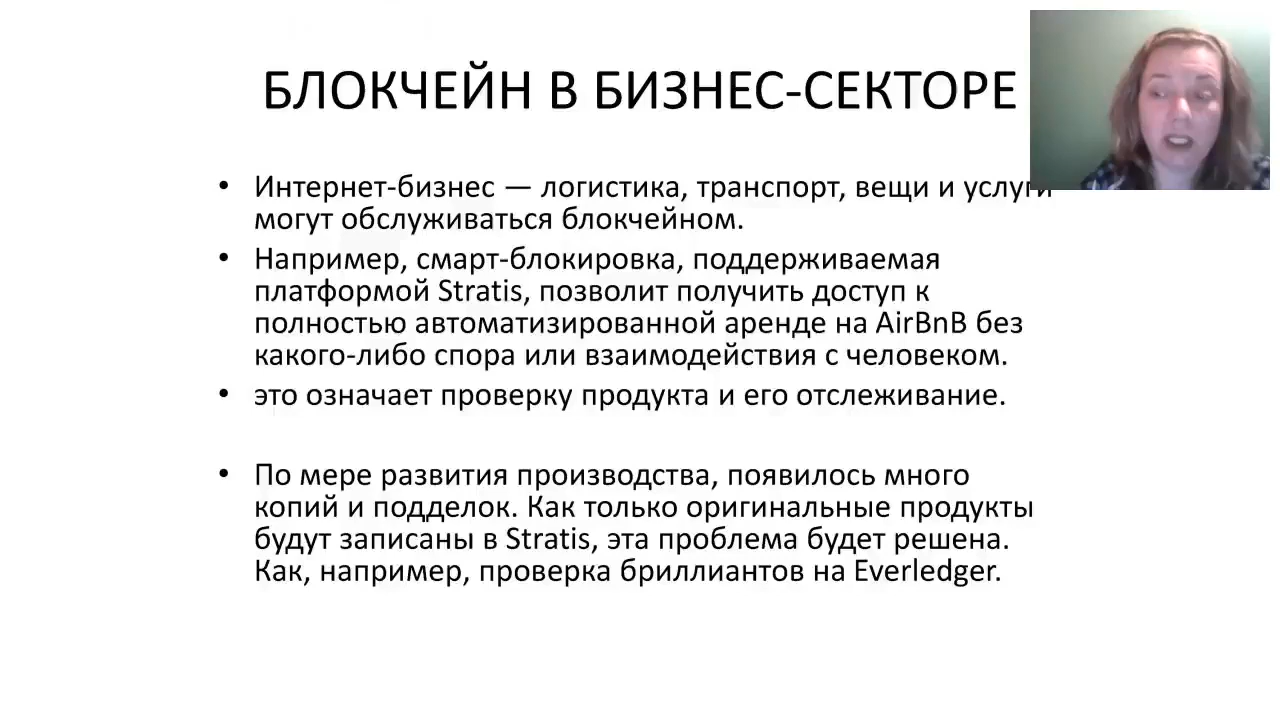 БЛОКЧЕЙН В БИЗНЕС-СЕКТОРЕ
• Интернет-бизнес — логистика, транспорт, вещи и услуги
могут обслуживаться блокчейном.
• Например, смарт-блокировка, поддерживаемая
платформой Stratis, позволит получить доступ к
полностью автоматизированной аренде на AirBnB без
какого-либо спора или взаимодействия с человеком.
• это означает проверку продукта и его отслеживание.
• По мере развития производства, появилось много
копий и подделок. Как только оригинальные продукты
будут записаны в Stratis, эта проблема будет решена.
Как, например, проверка бриллиантов на Everledger.